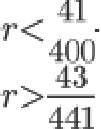 r < 41/400.
r > 43/441